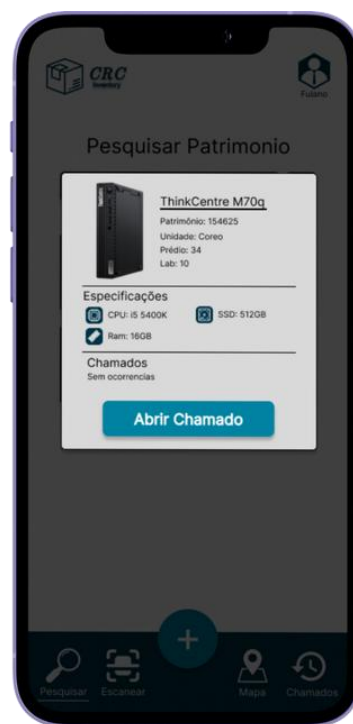 CRC
Inventory
Fulano
Pesquisar Patrimonio
ThinkCentre M70q
Patrimônio: 154625
Unidade: Coreo
Prédio: 34
Lab: 10
Especificações
CPU: i5 5400K
SSD: 512GB
Ram: 16GB
Chamados
Sem ocorrencias
Abrir Chamado
+
Pesquisar
Escanear
Mapa
Chamados